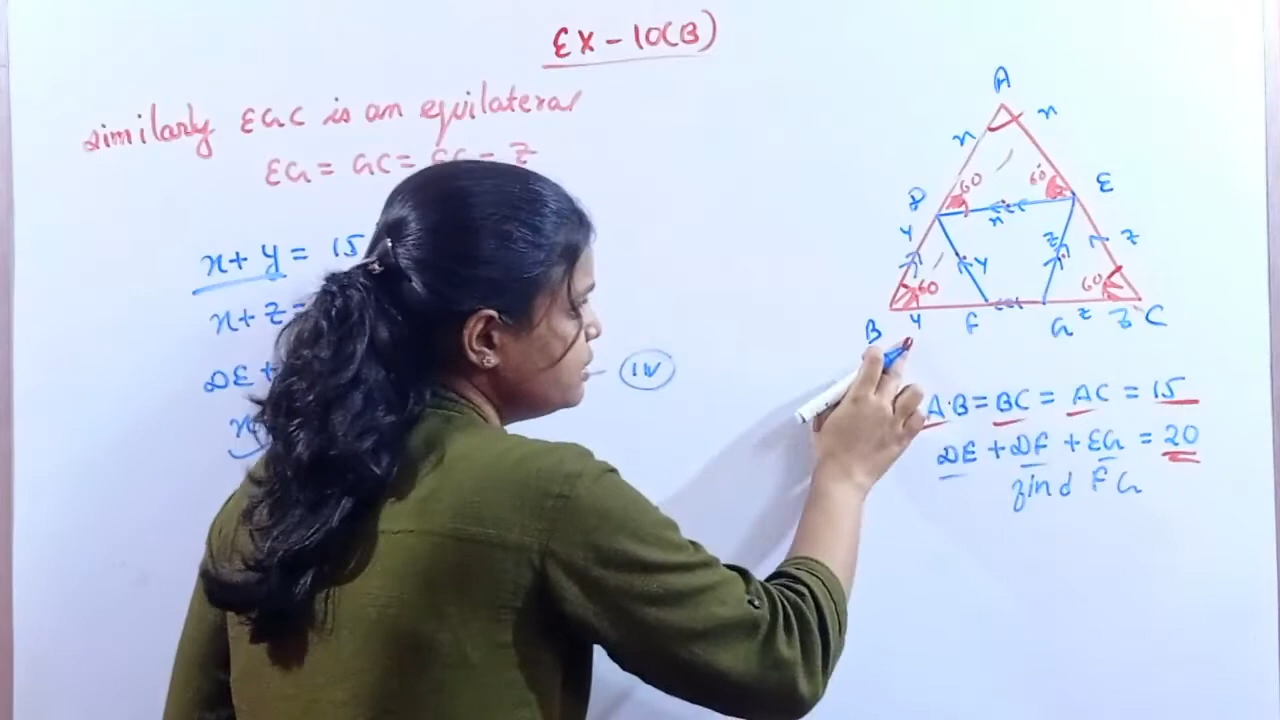 EX-10(B)
similarly EGC is an equilateral
EG = GC = EC = Z
x + y = 15
x + z =
DE +
IV
A
x x
D 60 60 E
x
y y z z
60 60
B y F G z C
A·B = BC = AC = 15
DE + DF + EG = 20
find FG